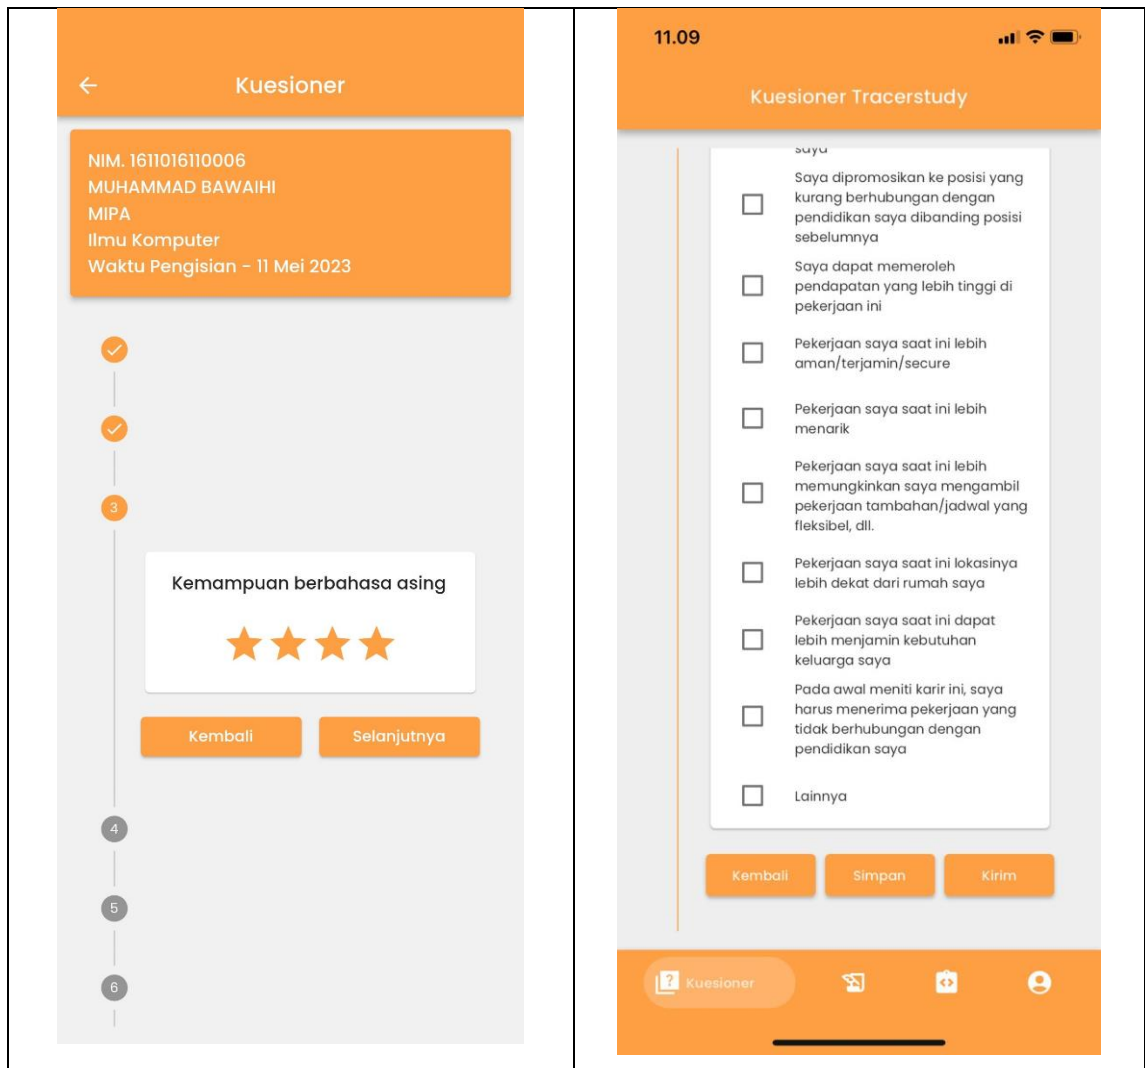 Kuesioner
NIM. 1611016110006
MUHAMMAD BAWAIHI
MIPA
Ilmu Komputer
Waktu Pengisian - 11 Mei 2023
3
Kemampuan berbahasa asing
Kembali
Selanjutnya
4
5
6
11.09
Kuesioner Tracerstudy
saya
Saya dipromosikan ke posisi yang
kurang berhubungan dengan
pendidikan saya dibanding posisi
sebelumnya
Saya dapat memeroleh
pendapatan yang lebih tinggi di
pekerjaan ini
Pekerjaan saya saat ini lebih
aman/terjamin/secure
Pekerjaan saya saat ini lebih
menarik
Pekerjaan saya saat ini lebih
memungkinkan saya mengambil
pekerjaan tambahan/jadwal yang
fleksibel, dll.
Pekerjaan saya saat ini lokasinya
lebih dekat dari rumah saya
Pekerjaan saya saat ini dapat
lebih menjamin kebutuhan
keluarga saya
Pada awal meniti karir ini, saya
harus menerima pekerjaan yang
tidak berhubungan dengan
pendidikan saya
Lainnya
Kembali
Simpan
Kirim
Kuesioner